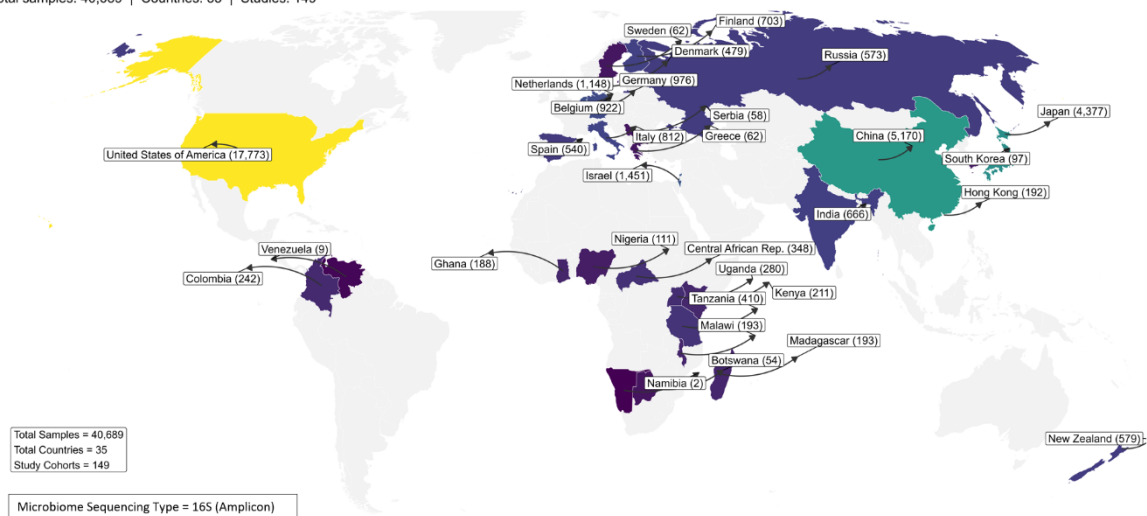 Finland (703)
Sweden (62)
Denmark (479)
Russia (573)
Netherlands (1,148)
Germany (976)
Belgium (922)
Serbia (58)
Japan (4,377)
Italy (812)
Greece (62)
China (5,170)
Spain (540)
United States of America (17,773)
South Korea (97)
Israel (1,451)
Hong Kong (192)
India (666)
Nigeria (111)
Venezuela (9)
Central African Rep. (348)
Ghana (188)
Uganda (280)
Colombia (242)
Kenya (211)
Tanzania (410)
Malawi (193)
Madagascar (193)
Botswana (54)
Namibia (2)
New Zealand (579)
Total Samples = 40,689
Total Countries = 35
Study Cohorts = 149
Microbiome Sequencing Type = 16S (Amplicon)